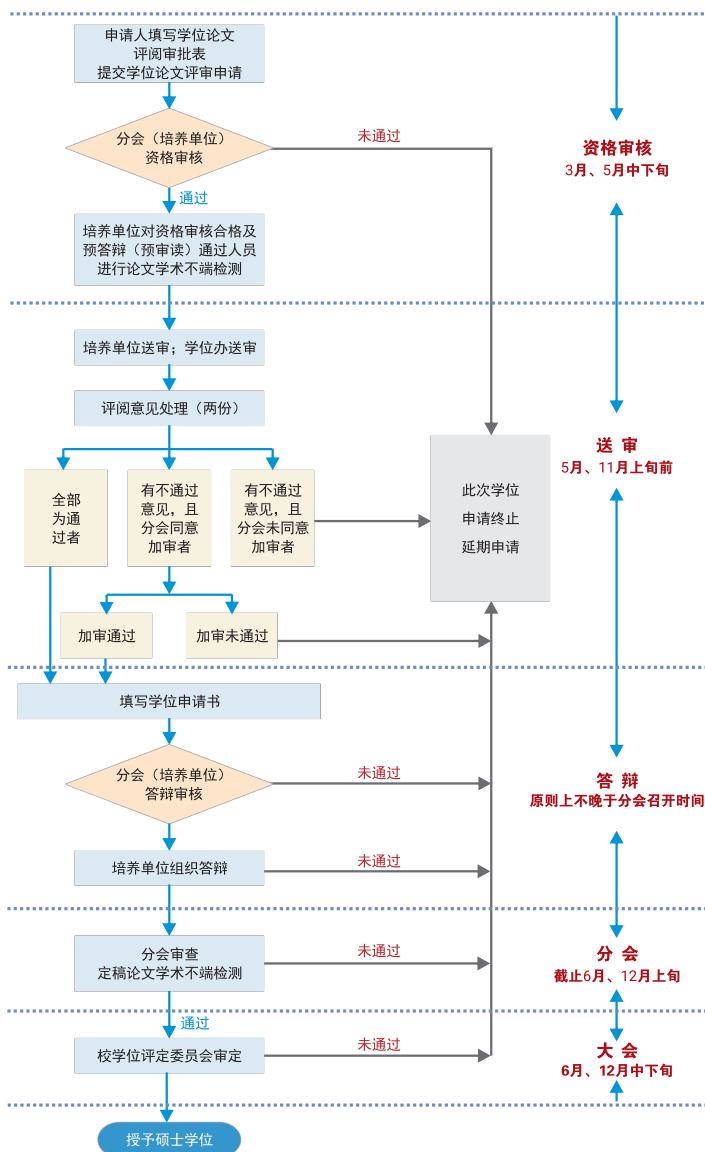 申请人填写学位论文
评阅审批表
提交学位论文评审申请
分会（培养单位）
资格审核
未通过
通过
培养单位对资格审核合格及
预答辩（预审读）通过人员
进行论文学术不端检测
资格审核
3月、5月中下旬
培养单位送审；学位办送审
评阅意见处理（两份）
全部
为通
过者
有不通过
意见，且
分会同意
加审者
有不通过
意见，且
分会未同意
加审者
此次学位
申请终止
延期申请
送 审
5月、11月上旬前
加审通过
加审未通过
填写学位申请书
分会（培养单位）
答辩审核
未通过
答 辩
原则上不晚于分会召开时间
培养单位组织答辩
未通过
分会审查
定稿论文学术不端检测
未通过
分 会
截止6月、12月上旬
通过
校学位评定委员会审定
未通过
大 会
6月、12月中下旬
授予硕士学位